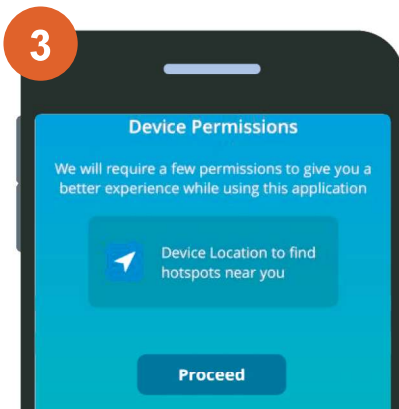 3
Device Permissions
We will require a few permissions to give you a
better experience while using this application
Device Location to find
hotspots near you
Proceed